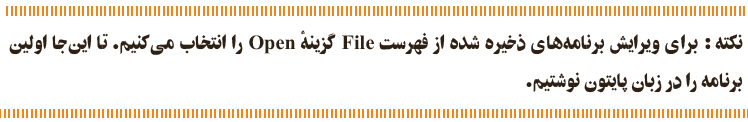 نکته : برای ویرایش برنامه‌های ذخیره شده از فهرست File گزینهٔ Open را انتخاب می‌کنیم. تا این‌جا اولین
برنامه را در زبان پایتون نوشتیم.